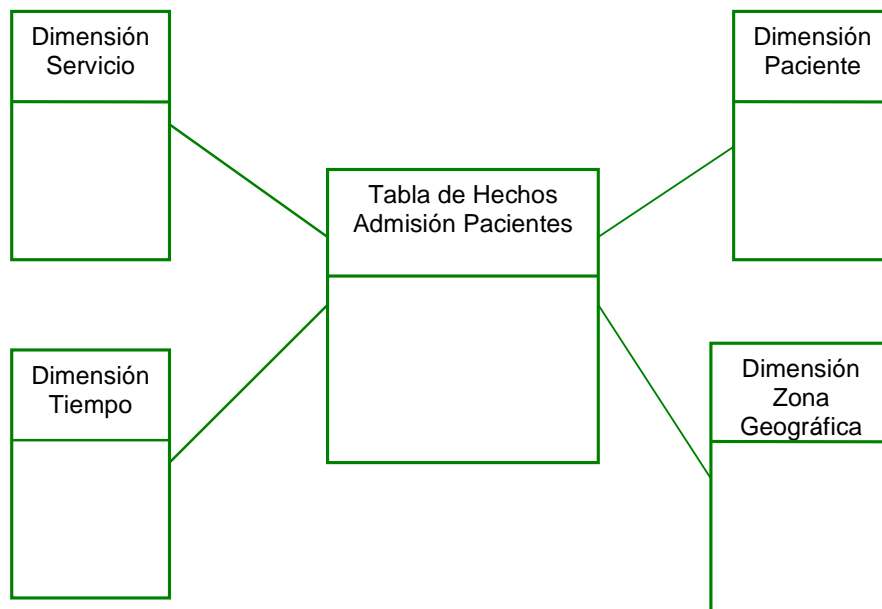 Dimensión
Servicio
Dimensión
Paciente
Tabla de Hechos
Admisión Pacientes
Dimensión
Tiempo
Dimensión
Zona
Geográfica